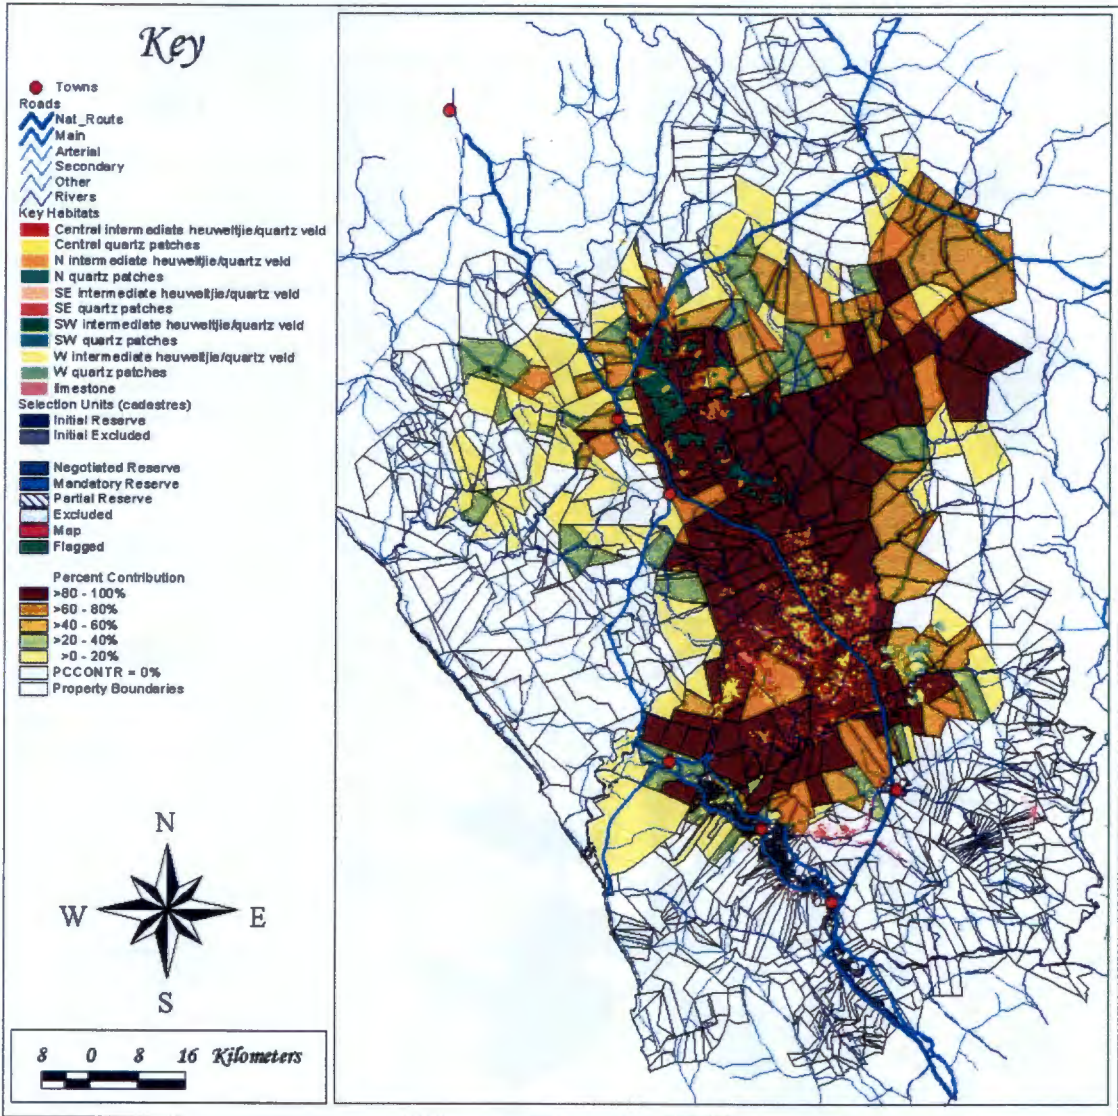 Key
Towns
Roads
Nat_Route
Main
Arterial
Secondary
Other
Rivers
Key Habitats
Central intermediate heuweltjie/quartz veld
Central quartz patches
N intermediate heuweltjie/quartz veld
N quartz patches
SE intermediate heuweltjie/quartz veld
SE quartz patches
SW intermediate heuweltjie/quartz veld
SW quartz patches
W intermediate heuweltjie/quartz veld
W quartz patches
limestone
Selection Units (cadastres)
Initial Reserve
Initial Excluded
Negotiated Reserve
Mandatory Reserve
Partial Reserve
Excluded
Map
Flagged
Percent Contribution
>80 - 100%
>60 - 80%
>40 - 60%
>20 - 40%
>0 - 20%
PCCONTR = 0%
Property Boundaries
N
W E
S
8 0 8 16 Kilometers